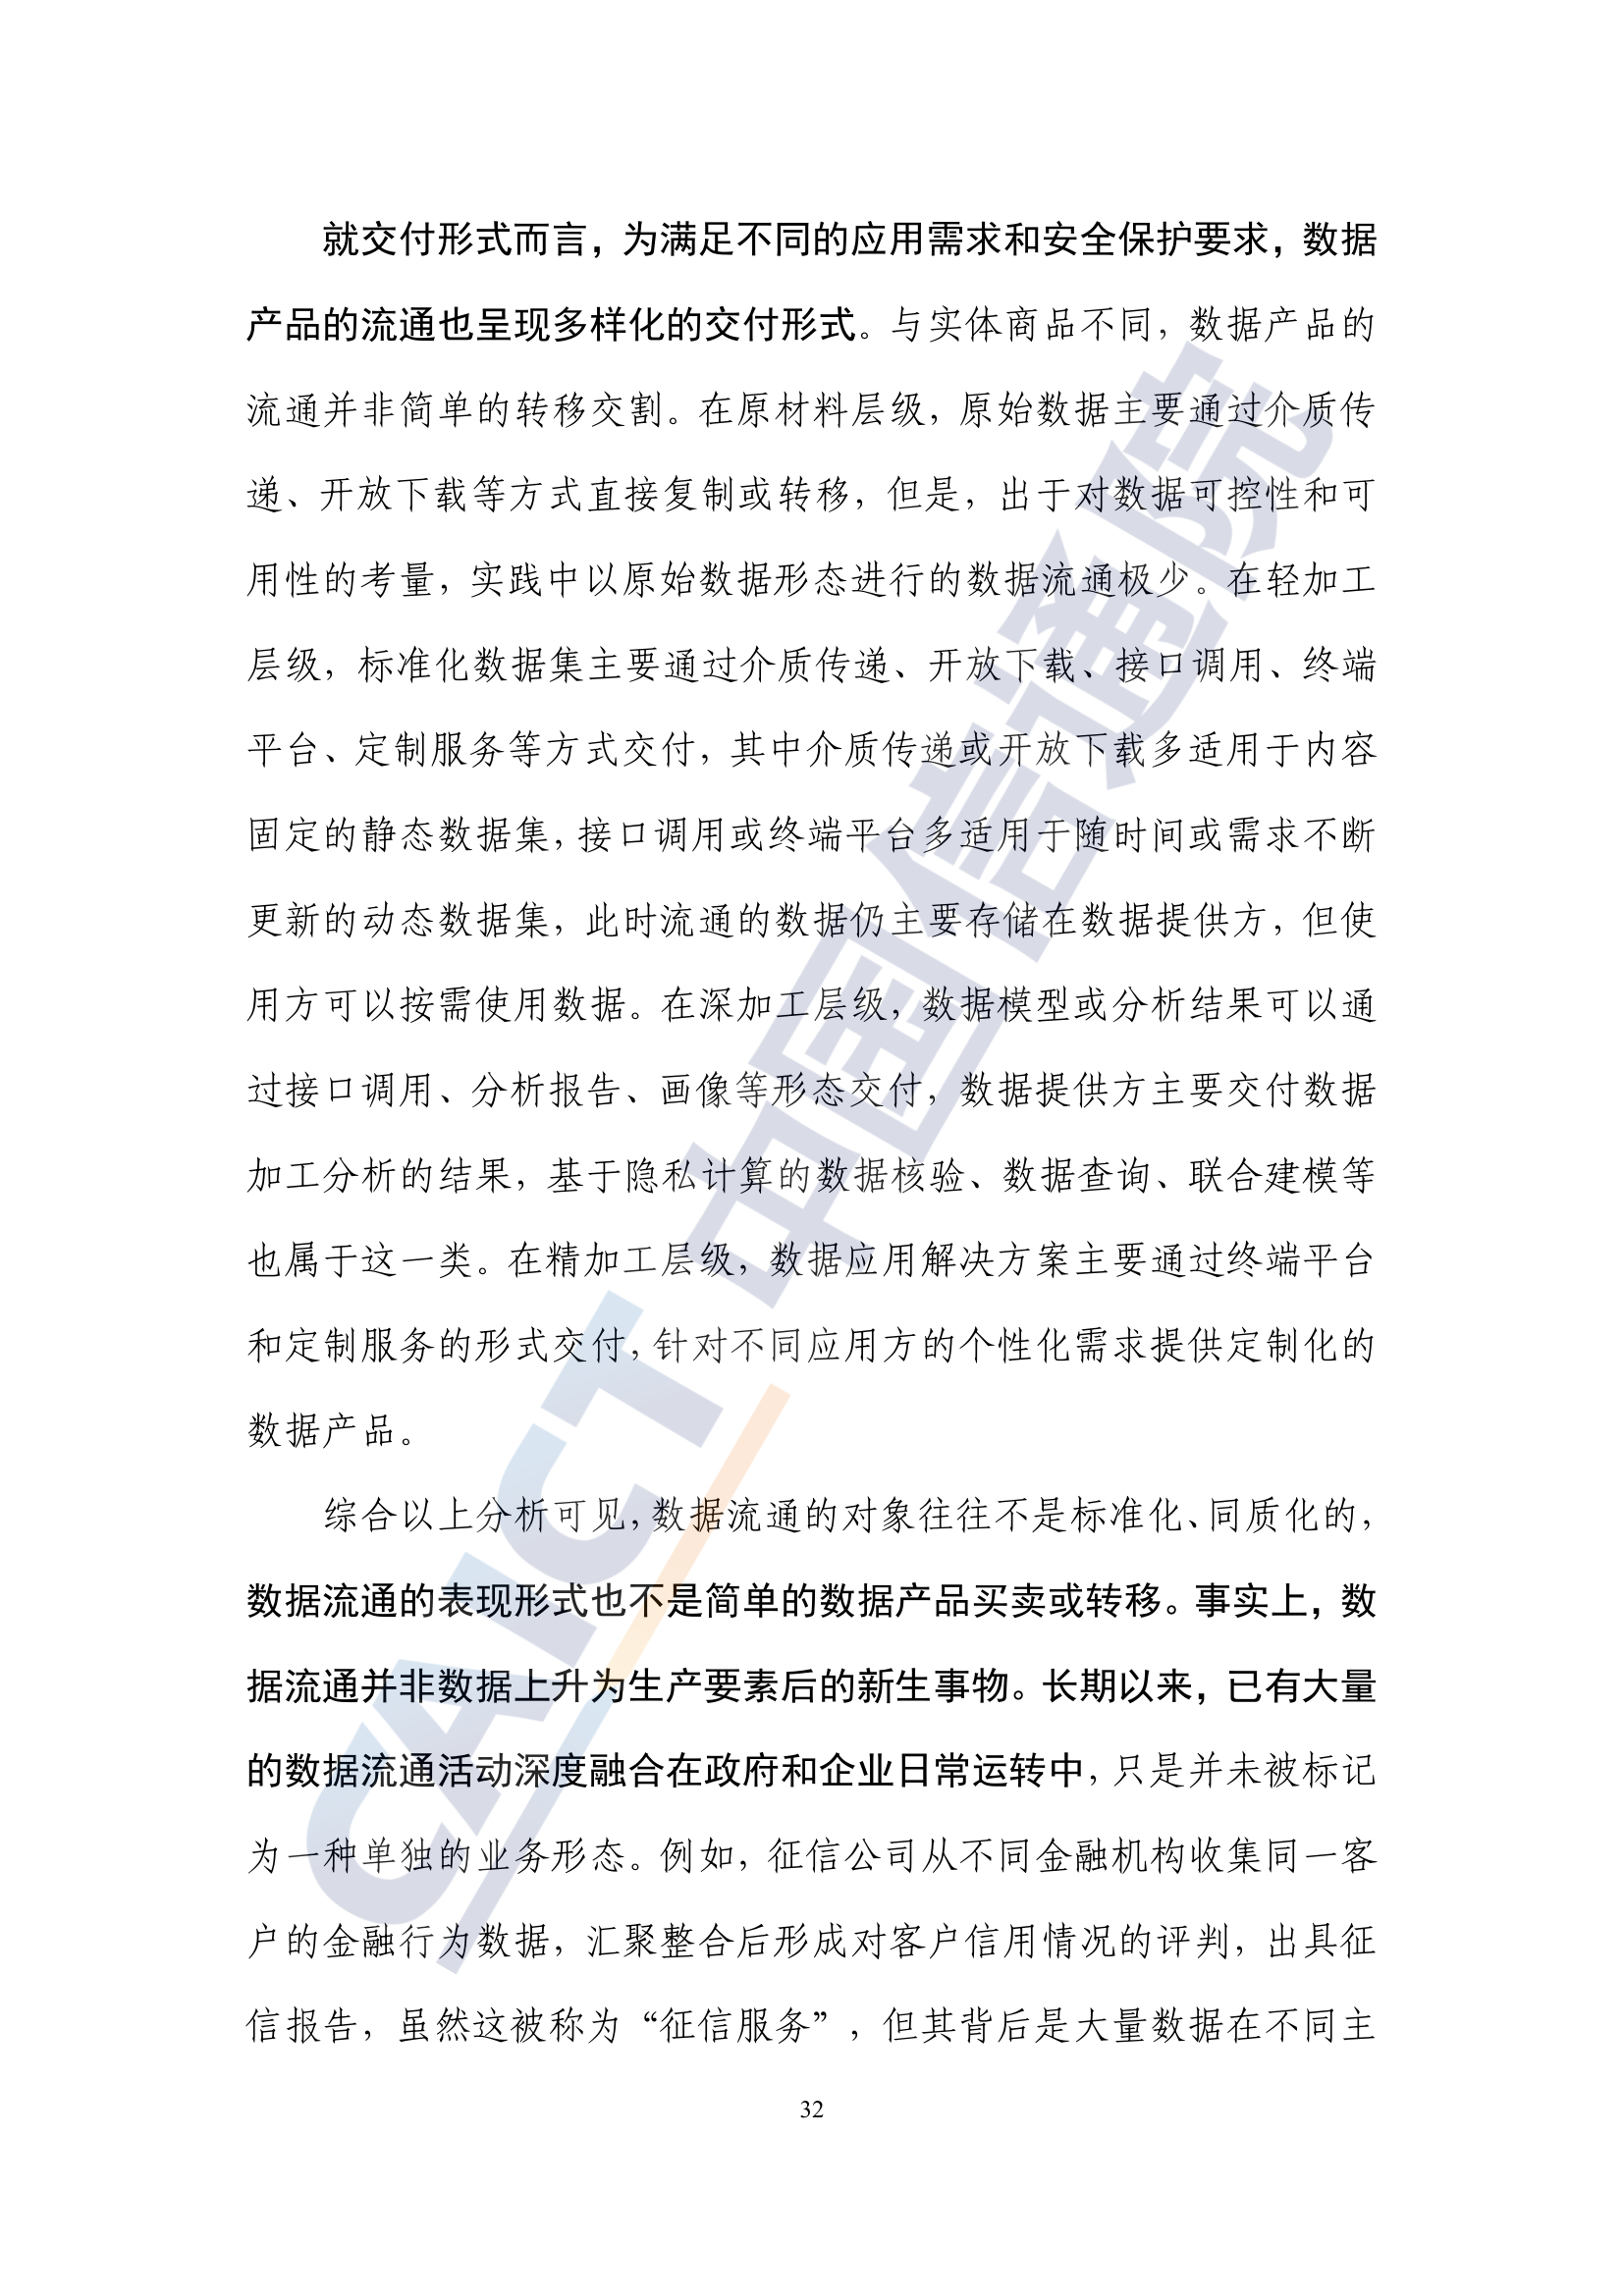 就交付形式而言，为满足不同的应用需求和安全保护要求，数据
产品的流通也呈现多样化的交付形式。与实体商品不同，数据产品的
流通并非简单的转移交割。在原材料层级，原始数据主要通过介质传
递、开放下载等方式直接复制或转移，但是，出于对数据可控性和可
用性的考量，实践中以原始数据形态进行的数据流通极少。在轻加工
层级，标准化数据集主要通过介质传递、开放下载、接口调用、终端
平台、定制服务等方式交付，其中介质传递或开放下载多适用于内容
固定的静态数据集，接口调用或终端平台多适用于随时间或需求不断
更新的动态数据集，此时流通的数据仍主要存储在数据提供方，但使
用方可以按需使用数据。在深加工层级，数据模型或分析结果可以通
过接口调用、分析报告、画像等形态交付，数据提供方主要交付数据
加工分析的结果，基于隐私计算的数据核验、数据查询、联合建模等
也属于这一类。在精加工层级，数据应用解决方案主要通过终端平台
和定制服务的形式交付，针对不同应用方的个性化需求提供定制化的
数据产品。
综合以上分析可见，数据流通的对象往往不是标准化、同质化的，
数据流通的表现形式也不是简单的数据产品买卖或转移。事实上，数
据流通并非数据上升为生产要素后的新生事物。长期以来，已有大量
的数据流通活动深度融合在政府和企业日常运转中，只是并未被标记
为一种单独的业务形态。例如，征信公司从不同金融机构收集同一客
户的金融行为数据，汇聚整合后形成对客户信用情况的评判，出具征
信报告，虽然这被称为“征信服务”，但其背后是大量数据在不同主
32
CAICT 中国信通院